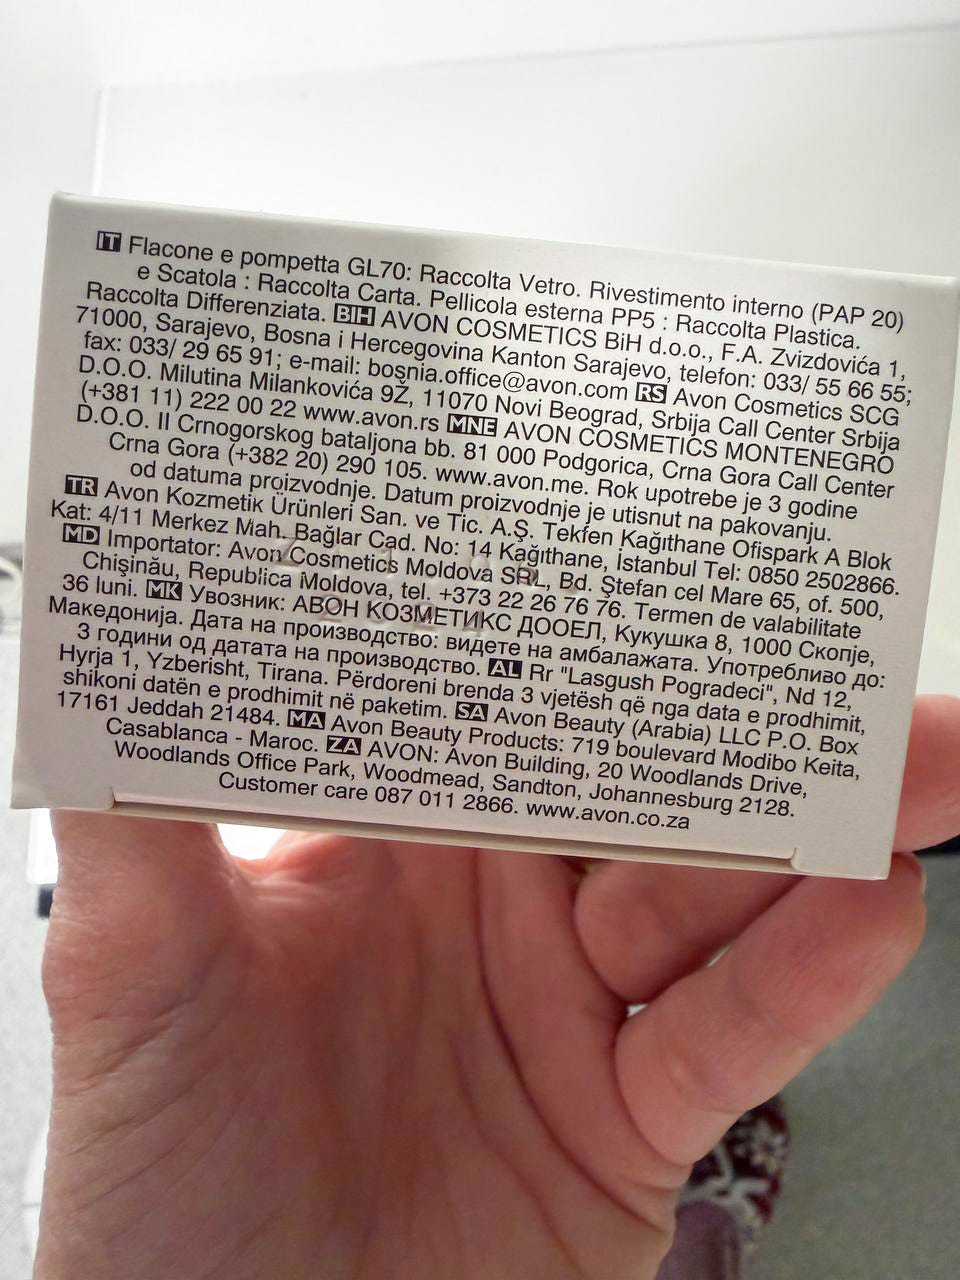 IT Flacone e pompetta GL70: Raccolta Vetro. Rivestimento interno (PAP 20)
e Scatola : Raccolta Carta. Pellicola esterna PP5 : Raccolta Plastica.
Raccolta Differenziata. BIH AVON COSMETICS BiH d.o.o., F.A. Zvizdovića 1,
71000, Sarajevo, Bosna i Hercegovina Kanton Sarajevo, telefon: 033/ 55 66 55;
fax: 033/ 29 65 91; e-mail: bosnia.office@avon.com RS Avon Cosmetics SCG
D.O.O. Milutina Milankovića 9Ž, 11070 Novi Beograd, Srbija Call Center Srbija
(+381 11) 222 00 22 www.avon.rs MNE AVON COSMETICS MONTENEGRO
D.O.O. II Crnogorskog bataljona bb. 81 000 Podgorica, Crna Gora Call Center
Crna Gora (+382 20) 290 105. www.avon.me. Rok upotrebe je 3 godine
od datuma proizvodnje. Datum proizvodnje je utisnut na pakovanju.
TR Avon Kozmetik Ürünleri San. ve Tic. A.Ş. Tekfen Kağıthane Ofispark A Blok
Kat: 4/11 Merkez Mah. Bağlar Cad. No: 14 Kağıthane, İstanbul Tel: 0850 2502866.
MD Importator: Avon Cosmetics Moldova SRL, Bd. Ştefan cel Mare 65, of. 500,
Chişinău, Republica Moldova, tel. +373 22 26 76 76. Termen de valabilitate
36 luni. MK Увозник: АВОН КОЗМЕТИКС ДООЕЛ, Кукушка 8, 1000 Скопје,
Македонија. Дата на производство: видете на амбалажата. Употребливо до:
3 години од датата на производство. AL Rr "Lasgush Pogradeci", Nd 12,
Hyrja 1, Yzberisht, Tirana. Përdoreni brenda 3 vjetësh që nga data e prodhimit,
shikoni datën e prodhimit në paketim. SA Avon Beauty (Arabia) LLC P.O. Box
17161 Jeddah 21484. MA Avon Beauty Products: 719 boulevard Modibo Keita,
Casablanca - Maroc. ZA AVON: Avon Building, 20 Woodlands Drive,
Woodlands Office Park, Woodmead, Sandton, Johannesburg 2128.
Customer care 087 011 2866. www.avon.co.za